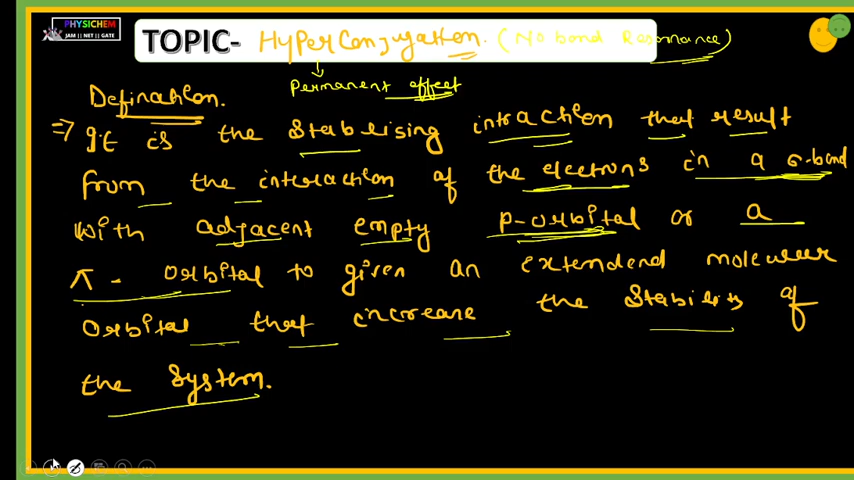 PHYSICHEM
JAM || NET || GATE
TOPIC- HyperConjugation. (No bond Resonance)
Permanent effect
Defination.
⇒ It is the Stabilising intraction that result
from the interaction of the electrons in a σ-bond
with adjacent empty p-orbital or a
π - orbital to given an extendend molecular
orbital that increase the Stability of
the System.